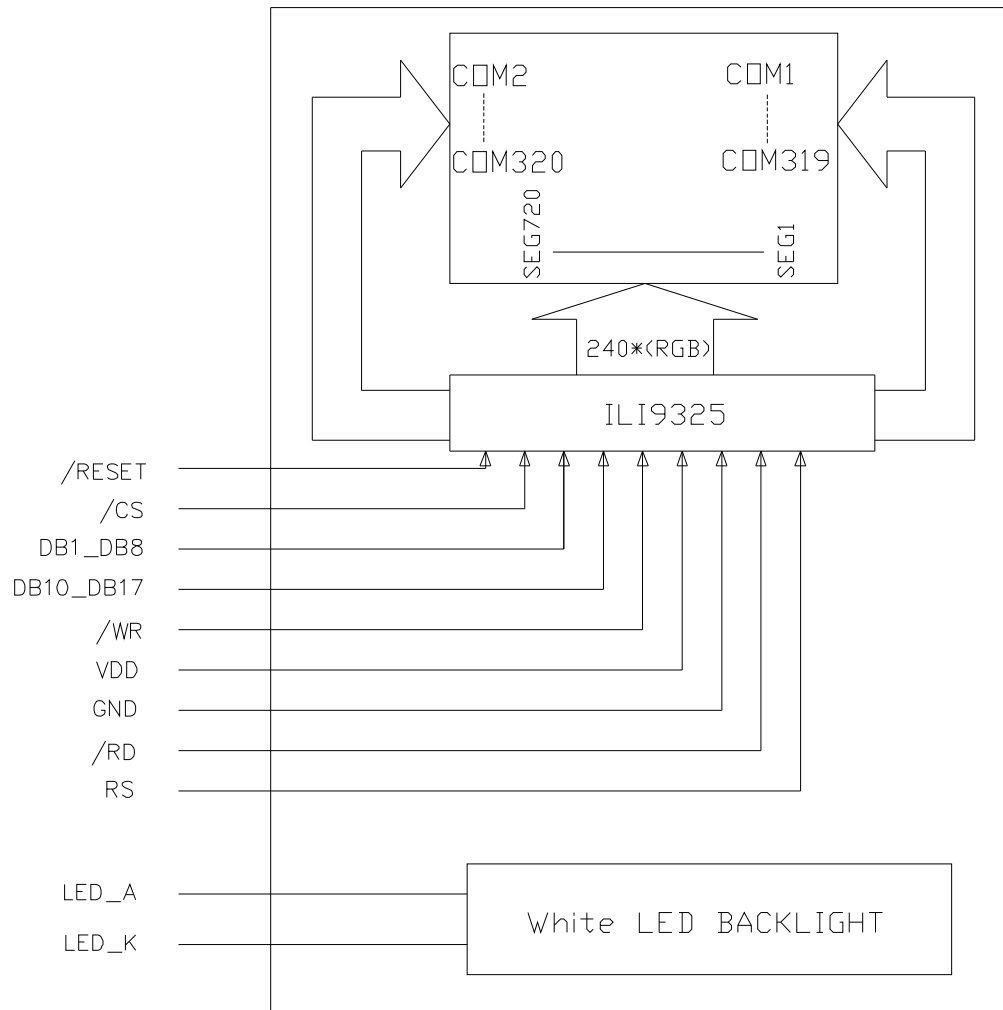 COM2
COM1
COM320
COM319
SEG720
SEG1
240*(RGB)
ILI9325
/RESET
/CS
DB1_DB8
DB10_DB17
/WR
VDD
GND
/RD
RS
LED_A
LED_K
White LED BACKLIGHT